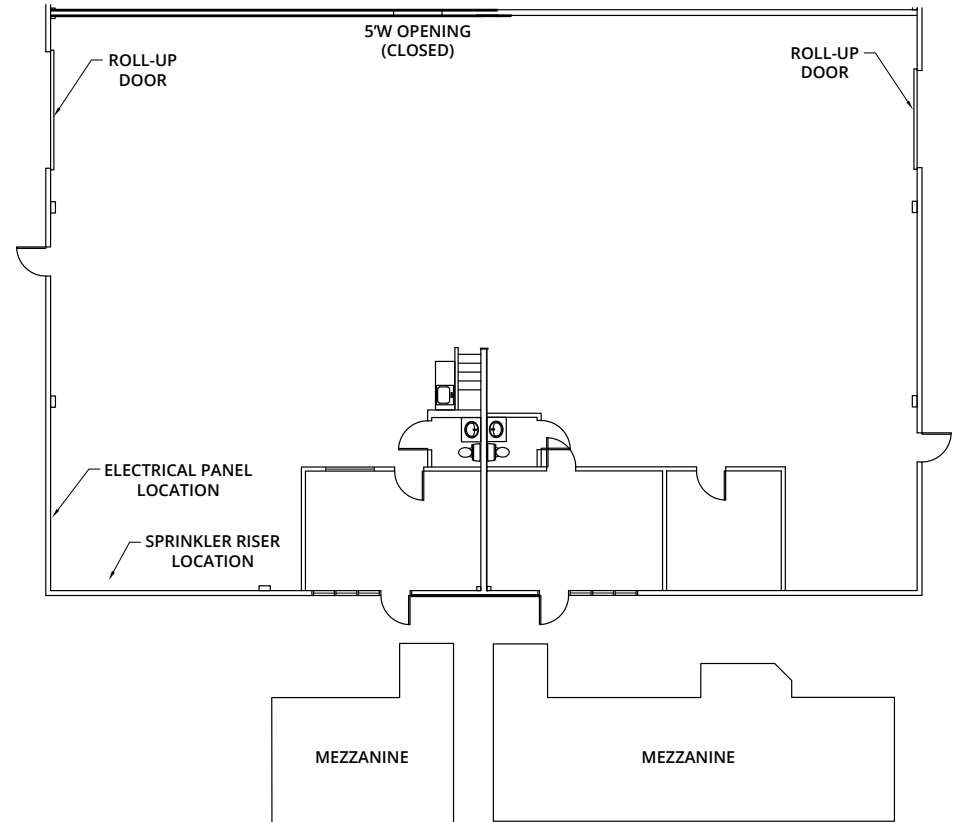 5'W OPENING
(CLOSED)
ROLL-UP
DOOR
ROLL-UP
DOOR
ELECTRICAL PANEL
LOCATION
SPRINKLER RISER
LOCATION
MEZZANINE
MEZZANINE